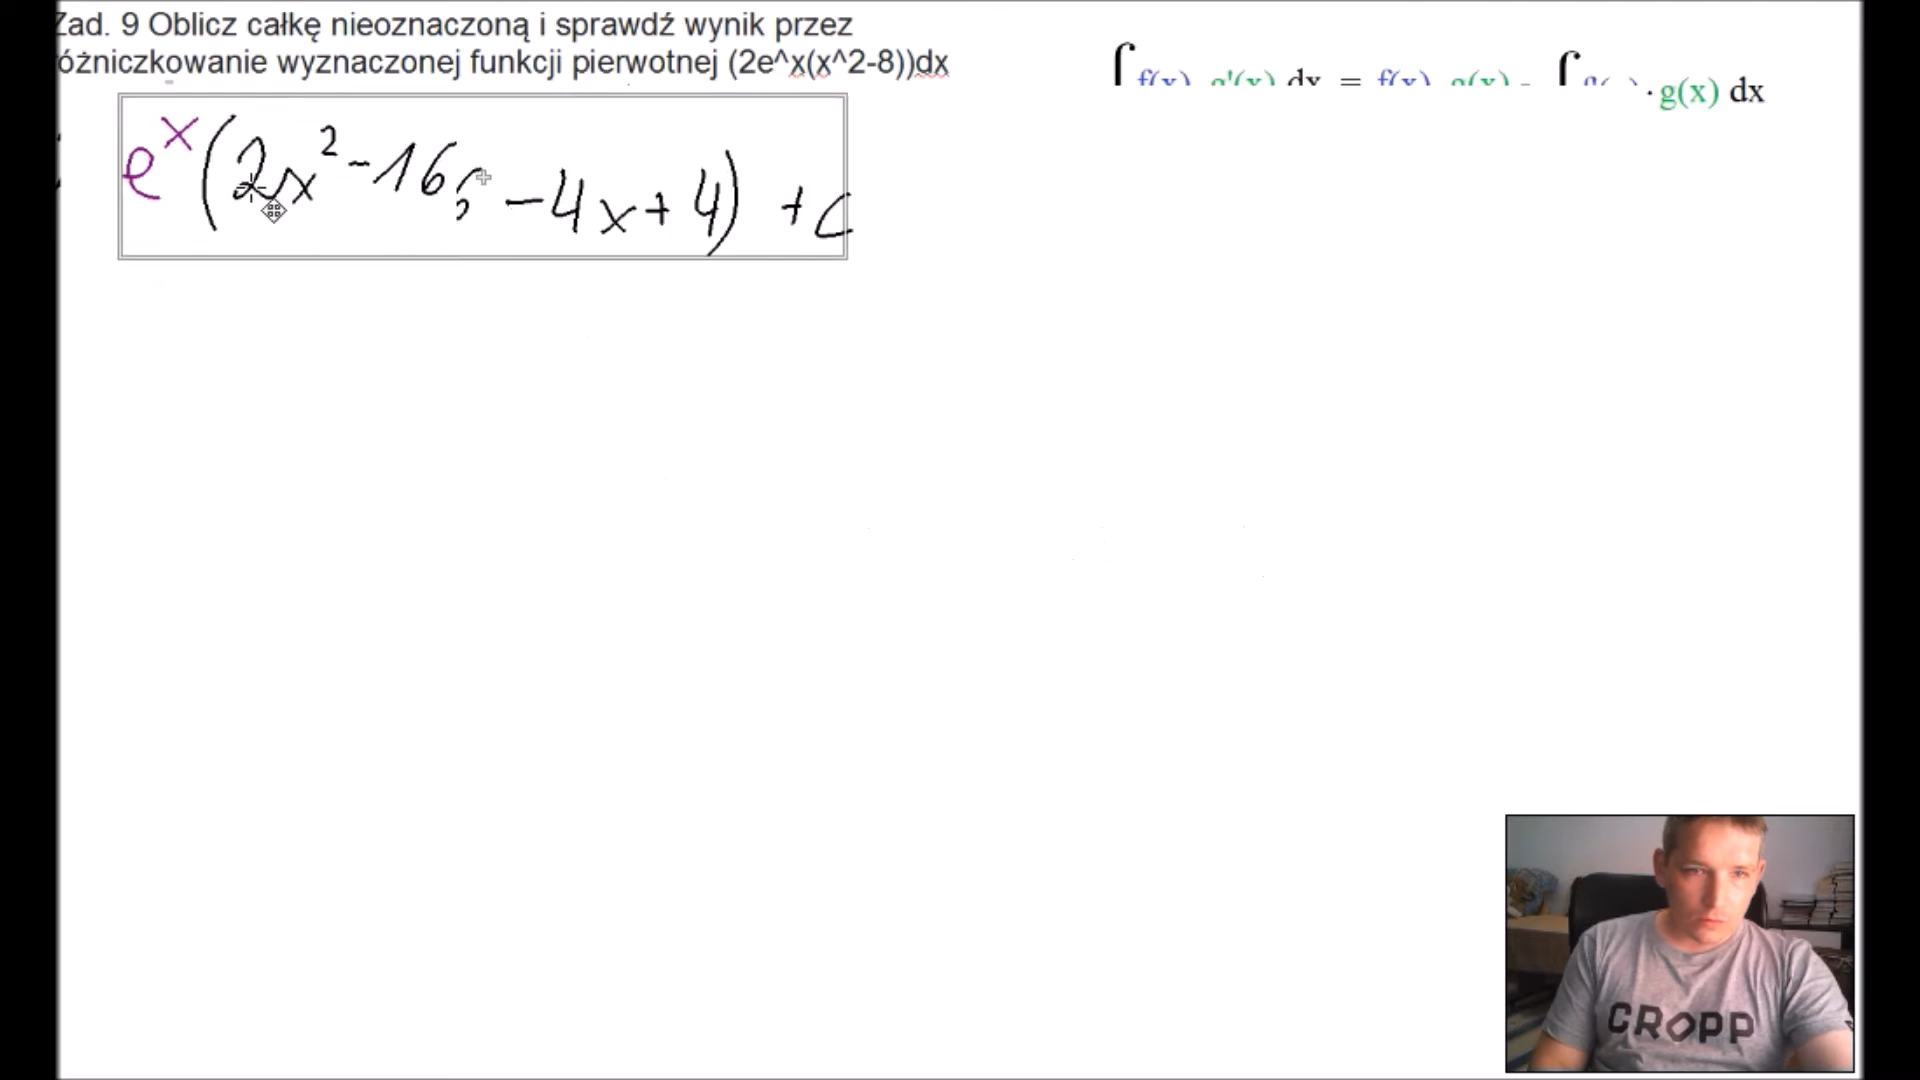 Zad. 9 Oblicz całkę nieoznaczoną i sprawdź wynik przez
óżniczkowanie wyznaczonej funkcji pierwotnej (2e^x(x^2-8))dx
∫ f(x) g'(x) dx = f(x) g(x) - ∫ · g(x) dx
e^x (2x^2 - 16 - 4x + 4) + c
CROPP